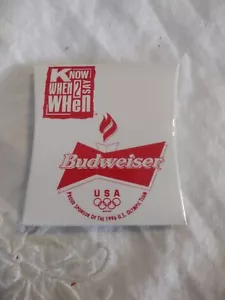 KNOW
WHEN 2 SAY
WHEN
Budweiser
USA
PROUD SPONSOR OF THE 1996 U.S. OLYMPIC TEAM